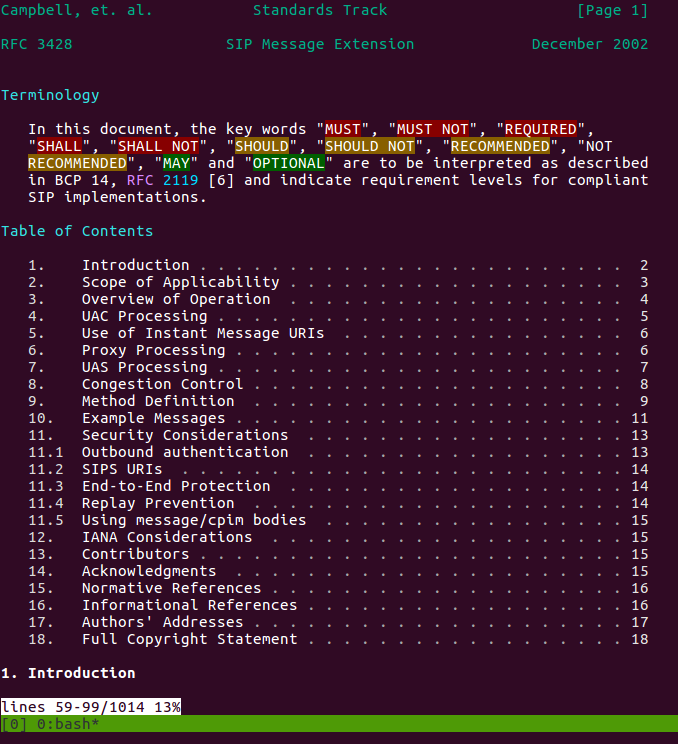 Campbell, et. al.           Standards Track                     [Page 1]
RFC 3428                 SIP Message Extension             December 2002
Terminology
In this document, the key words "MUST", "MUST NOT", "REQUIRED",
"SHALL", "SHALL NOT", "SHOULD", "SHOULD NOT", "RECOMMENDED", "NOT
RECOMMENDED", "MAY" and "OPTIONAL" are to be interpreted as described
in BCP 14, RFC 2119 [6] and indicate requirement levels for compliant
SIP implementations.
Table of Contents
1.    Introduction . . . . . . . . . . . . . . . . . . . . . . . .  2
2.    Scope of Applicability . . . . . . . . . . . . . . . . . . .  3
3.    Overview of Operation  . . . . . . . . . . . . . . . . . . .  4
4.    UAC Processing . . . . . . . . . . . . . . . . . . . . . . .  5
5.    Use of Instant Message URIs  . . . . . . . . . . . . . . . .  6
6.    Proxy Processing . . . . . . . . . . . . . . . . . . . . . .  6
7.    UAS Processing . . . . . . . . . . . . . . . . . . . . . . .  7
8.    Congestion Control . . . . . . . . . . . . . . . . . . . . .  8
9.    Method Definition  . . . . . . . . . . . . . . . . . . . . .  9
10.   Example Messages . . . . . . . . . . . . . . . . . . . . . . 11
11.   Security Considerations  . . . . . . . . . . . . . . . . . . 13
11.1  Outbound authentication  . . . . . . . . . . . . . . . . . . 13
11.2  SIPS URIs  . . . . . . . . . . . . . . . . . . . . . . . . . 14
11.3  End-to-End Protection  . . . . . . . . . . . . . . . . . . . 14
11.4  Replay Prevention  . . . . . . . . . . . . . . . . . . . . . 14
11.5  Using message/cpim bodies  . . . . . . . . . . . . . . . . . 15
12.   IANA Considerations  . . . . . . . . . . . . . . . . . . . . 15
13.   Contributors . . . . . . . . . . . . . . . . . . . . . . . . 15
14.   Acknowledgments  . . . . . . . . . . . . . . . . . . . . . . 15
15.   Normative References . . . . . . . . . . . . . . . . . . . . 16
16.   Informational References . . . . . . . . . . . . . . . . . . 16
17.   Authors' Addresses . . . . . . . . . . . . . . . . . . . . . 17
18.   Full Copyright Statement . . . . . . . . . . . . . . . . . . 18
1. Introduction
lines 59-99/1014 13%
[0] 0:bash*